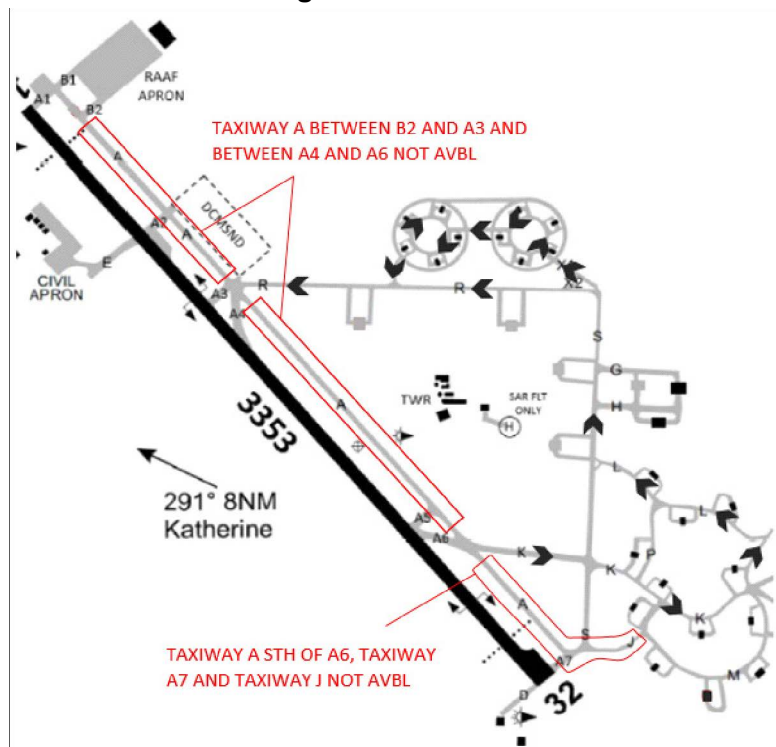 B1
A1
RAAF
APRON
B2
TAXIWAY A BETWEEN B2 AND A3 AND
BETWEEN A4 AND A6 NOT AVBL
A
DCMSND
A2
A
E
CIVIL
APRON
A3
R
R
X2
A4
S
G
TWR
SAR FLT
ONLY
H
H
A
3353
L
291° 8NM
Katherine
L
A5
A6
K
P
K
K
A
S
J
M
TAXIWAY A STH OF A6, TAXIWAY
A7 AND TAXIWAY J NOT AVBL
A7
D
32